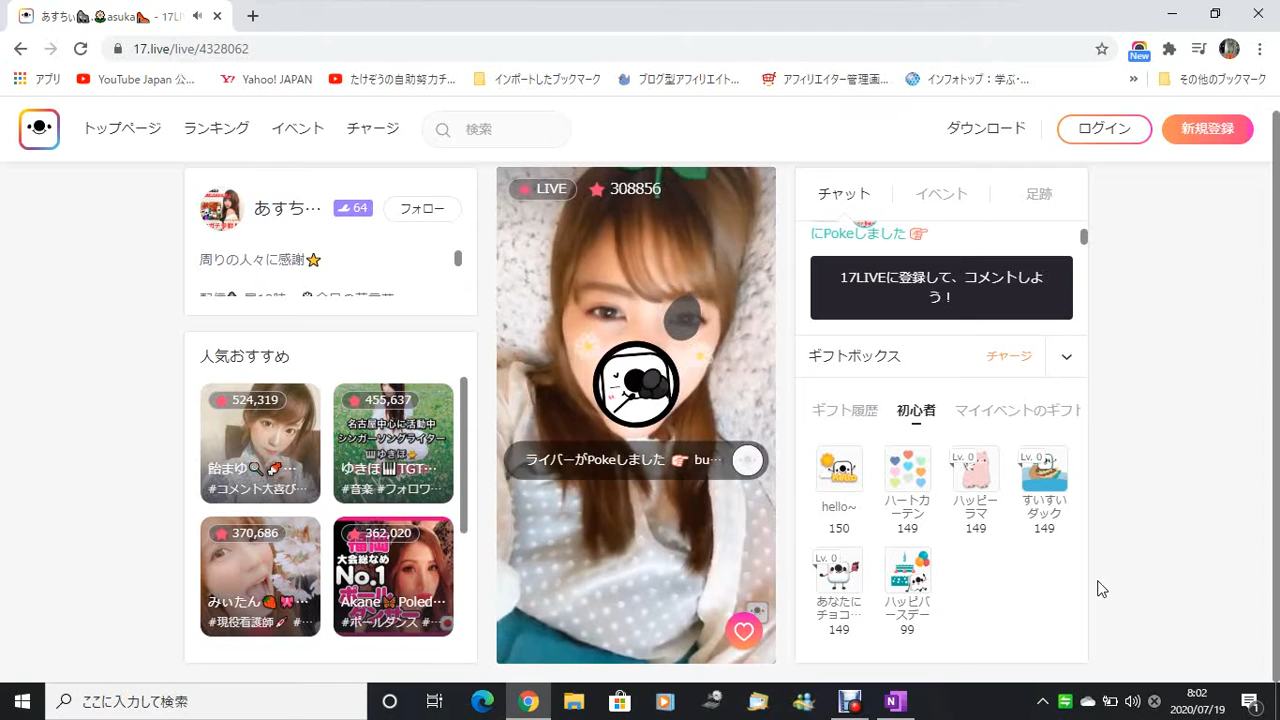 あすちぃ🦍.🌼asuka👠 - 17LI
17.live/live/4328062
New
アプリ
YouTube Japan 公...
Yahoo! JAPAN
たけぞうの自助努力チ...
インポートしたブックマーク
ブログ型アフィリエイト...
アフィリエイター管理画...
インフォトップ：学ぶ・...
»
その他のブックマーク
トップページ
ランキング
イベント
チャージ
検索
ダウンロード
ログイン
新規登録
あすち...
64
フォロー
周りの人々に感謝⭐
人気おすすめ
524,319
飴まゆ🔍...
#コメント大喜び...
455,637
名古屋中心に活動中
シンガーソングライター
ゆきほ
ゆきほ🎹TGT...
#音楽 #フォロワ...
370,686
みぃたん🍓🎀...
#現役看護師💉 #...
362,020
福岡
大会総なめ
No.1
ポールダンサー
Akane🦋Poled...
#ポールダンス #...
LIVE
308856
ライバーがPokeしました 👉 bu...
チャット
イベント
足跡
にPokeしました 👉
17LIVEに登録して、コメントしよ
う！
ギフトボックス
チャージ
ギフト履歴
初心者
マイイベントのギフト
hello~
150
ハートカ
ーテン
149
Lv. 0
ハッピー
ラマ
149
Lv. 0
すいすい
ダック
149
Lv. 0
あなたに
チョコ...
149
ハッピバ
ースデー
99
ここに入力して検索
8:02
2020/07/19
1